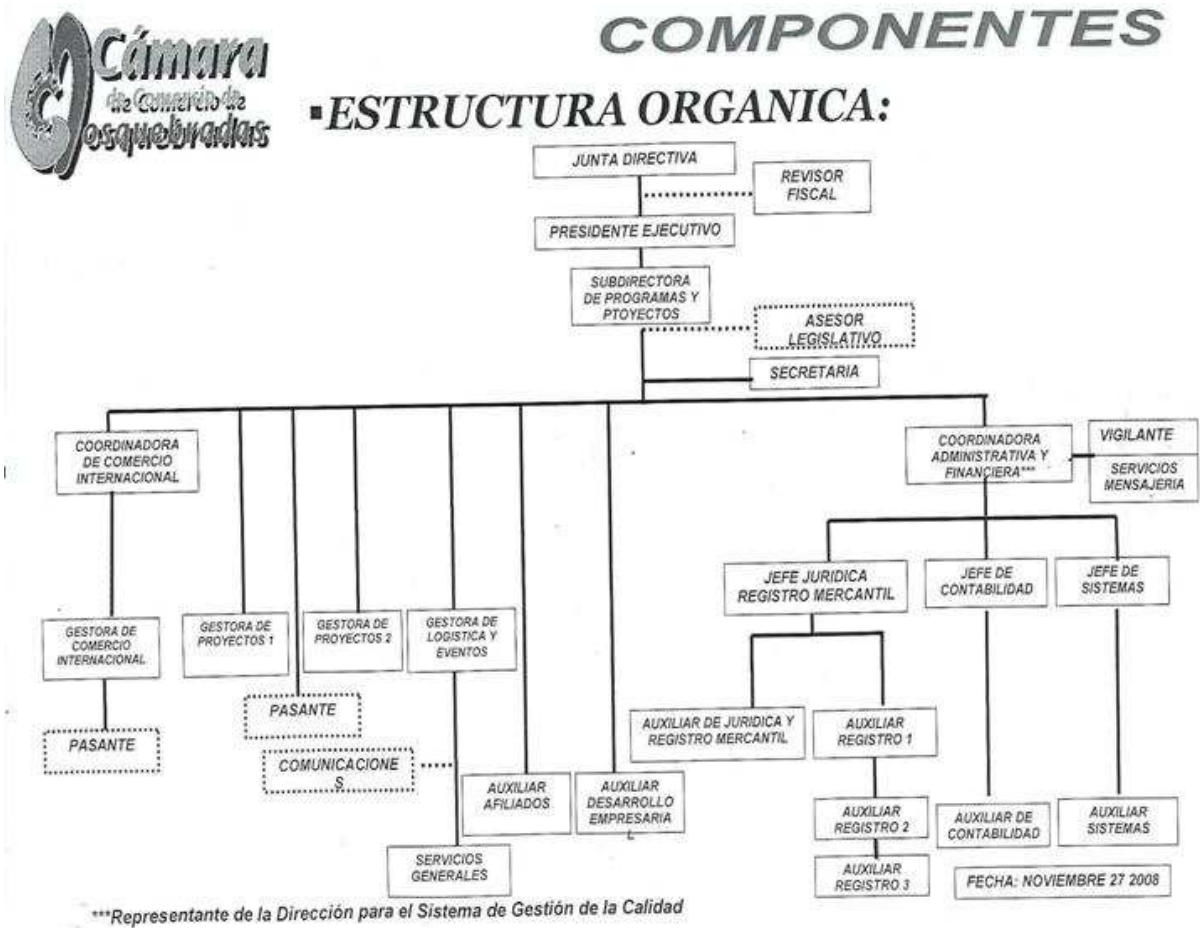 COMPONENTES
Cámara
de Comercio de
osquebradas
▪ESTRUCTURA ORGANICA:
JUNTA DIRECTIVA
REVISOR
FISCAL
PRESIDENTE EJECUTIVO
SUBDIRECTORA
DE PROGRAMAS Y
PTOYECTOS
ASESOR
LEGISLATIVO
SECRETARIA
COORDINADORA
DE COMERCIO
INTERNACIONAL
COORDINADORA
ADMINISTRATIVA Y
FINANCIERA***
VIGILANTE
SERVICIOS
MENSAJERIA
JEFE JURIDICA
REGISTRO MERCANTIL
JEFE DE
CONTABILIDAD
JEFE DE
SISTEMAS
GESTORA DE
COMERCIO
INTERNACIONAL
GESTORA DE
PROYECTOS 1
GESTORA DE
PROYECTOS 2
GESTORA DE
LOGISTICA Y
EVENTOS
PASANTE
PASANTE
COMUNICACIONE
S
AUXILIAR DE JURIDICA Y
REGISTRO MERCANTIL
AUXILIAR
REGISTRO 1
AUXILIAR
AFILIADOS
AUXILIAR
DESARROLLO
EMPRESARIA
L
AUXILIAR
REGISTRO 2
AUXILIAR DE
CONTABILIDAD
AUXILIAR
SISTEMAS
SERVICIOS
GENERALES
AUXILIAR
REGISTRO 3
FECHA: NOVIEMBRE 27 2008
***Representante de la Dirección para el Sistema de Gestión de la Calidad